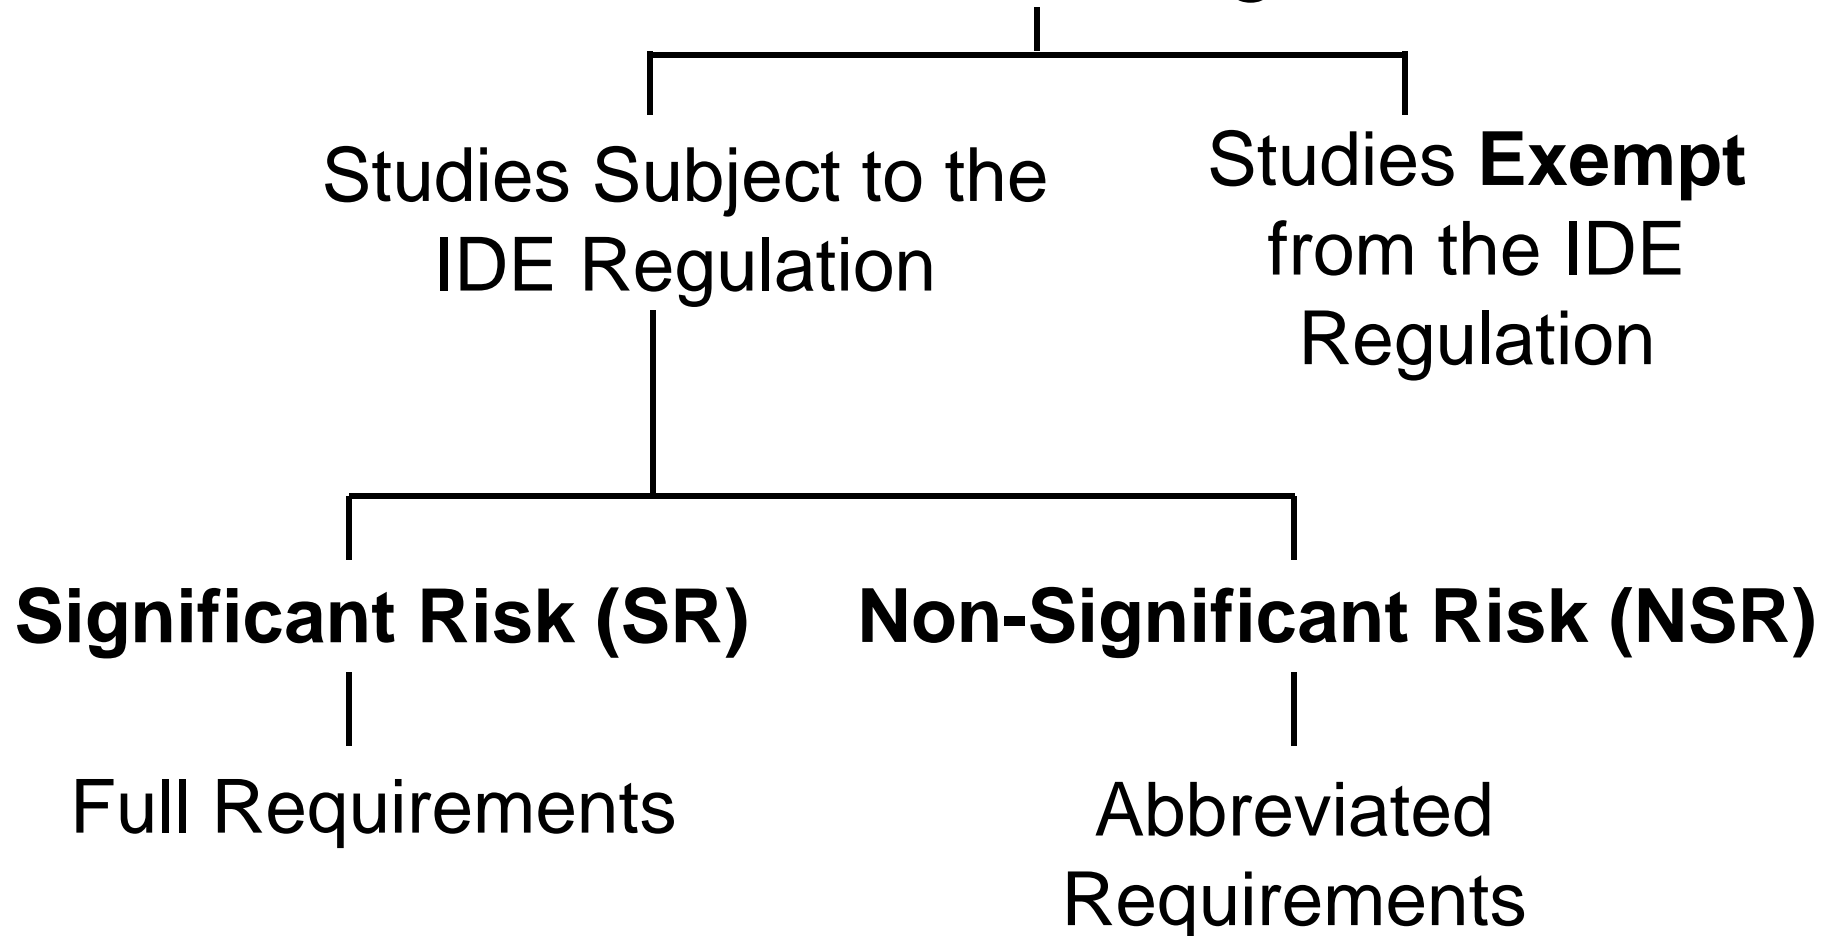 Studies Subject to the
IDE Regulation
Studies Exempt
from the IDE
Regulation
Significant Risk (SR)
Non-Significant Risk (NSR)
Full Requirements
Abbreviated
Requirements